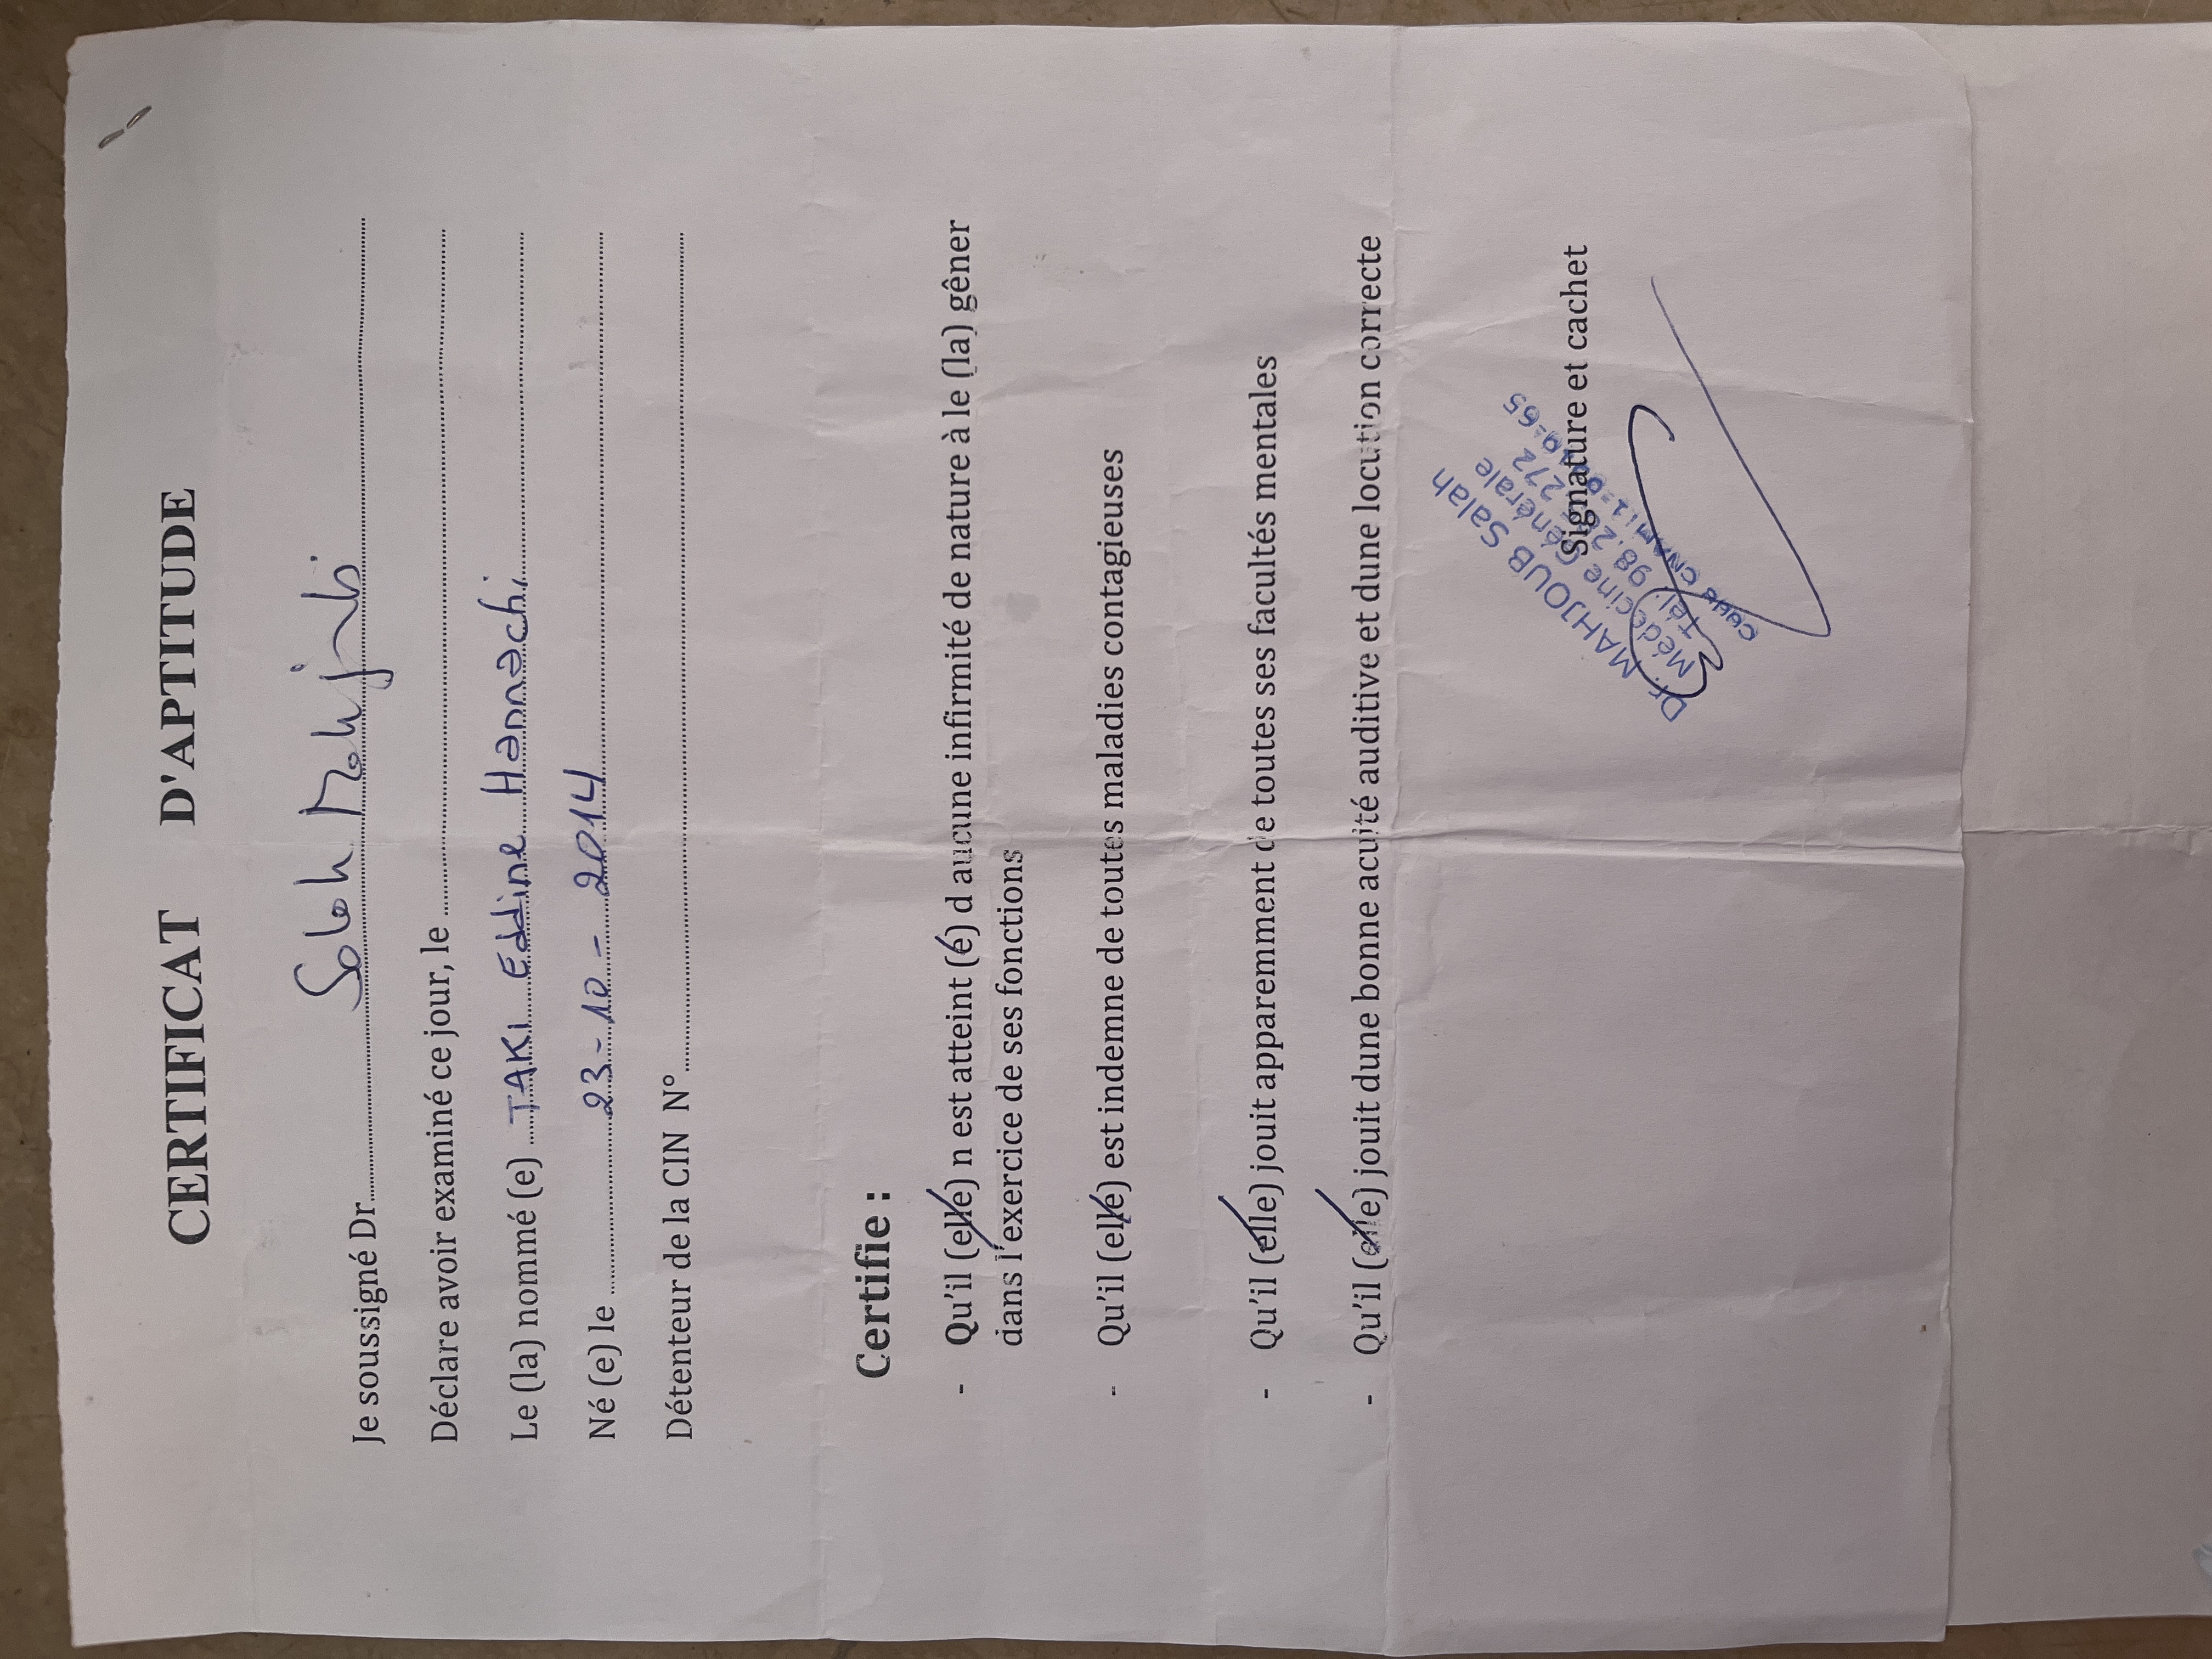 CERTIFICAT D'APTITUDE
Je soussigné Dr Salah Mahjoub
Déclare avoir examiné ce jour, le
Le (la) nommé (e) TAKI Eddine Hannachi
Né (e) le 23-10-2014
Détenteur de la CIN N°
Certifie :
- Qu'il (elle) n est atteint (é) d aucune infirmité de nature à le (la) gêner
dans l'exercice de ses fonctions
- Qu'il (elle) est indemne de toutes maladies contagieuses
- Qu'il (elle) jouit apparemment de toutes ses facultés mentales
- Qu'il (elle) jouit dune bonne acuité auditive et dune locution correcte
Signature et cachet
Dr. MAHJOUB Salah
Médecine Générale
Tél: 98.285 272